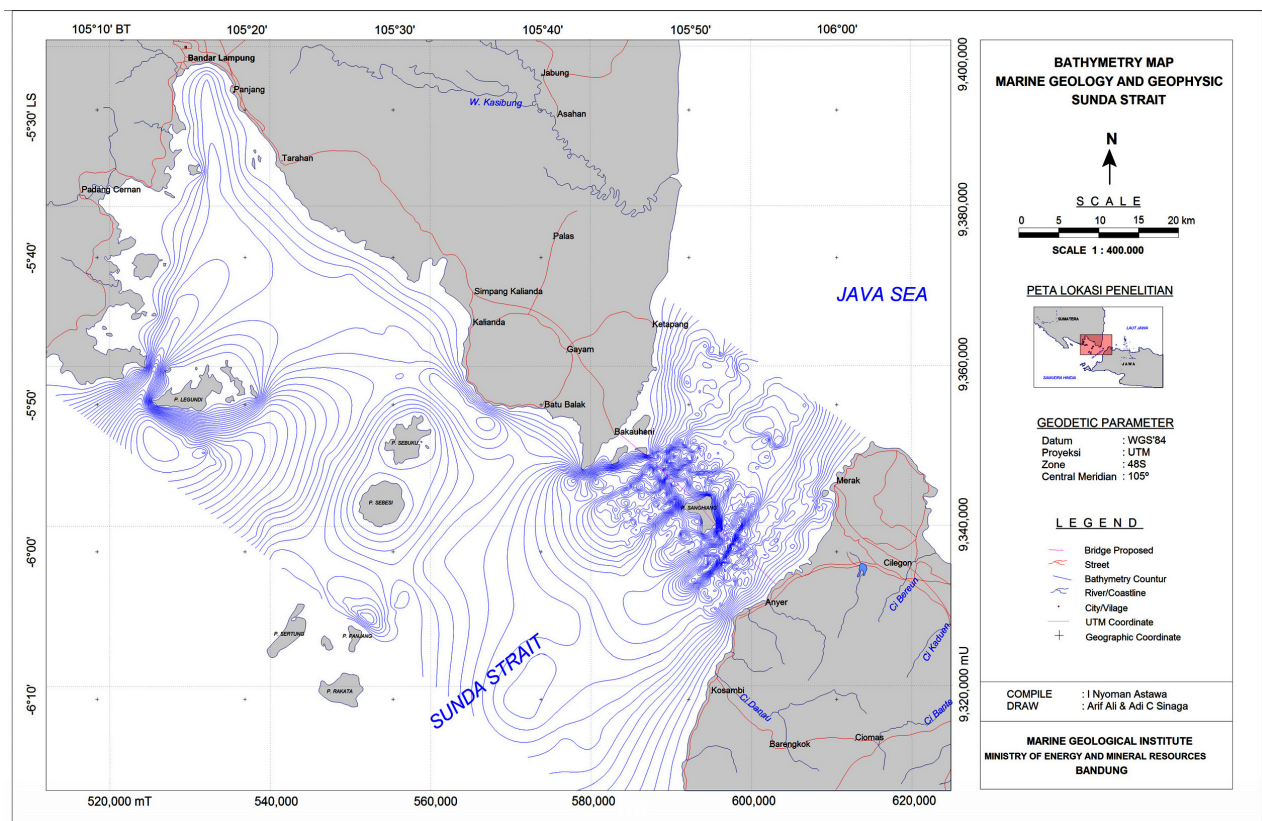 105°10' BT 105°20' 105°30' 105°40' 105°50' 106°00'
Bandar Lampung
Panjang
Tarahan
Padang Cernan
W. Kasibung
Jabung
Asahan
Palas
Simpang Kalianda
Kalianda
Ketapang
Gayam
Batu Balak
Bakauheni
JAVA SEA
P. LEGUNDI
P. SEBUKU
P. SEBESI
P. SANGHIANG
P. SERTUNG
P. PANJANG
P. RAKATA
SUNDA STRAIT
Merak
Cilegon
Anyer
Ci Bereun
Ci Kaduen
Kosambi
Ci Danau
Ci Bante
Barengkok
Ciomas
-5°30' LS
-5°40'
-5°50'
-6°00'
-6°10'
9,400,000
9,380,000
9,360,000
9,340,000
9,320,000 mU
520,000 mT 540,000 560,000 580,000 600,000 620,000
BATHYMETRY MAP
MARINE GEOLOGY AND GEOPHYSIC
SUNDA STRAIT
N
S C A L E
0 5 10 15 20 km
SCALE 1 : 400.000
PETA LOKASI PENELITIAN
SUMATERA
LAUT JAWA
J A W A
SAMUDRA HINDIA
GEODETIC PARAMETER
Datum : WGS'84
Proyeksi : UTM
Zone : 48S
Central Meridian : 105º
L E G E N D
Bridge Proposed
Street
Bathymetry Countur
River/Coastline
City/Vilage
UTM Coordinate
Geographic Coordinate
COMPILE : I Nyoman Astawa
DRAW : Arif Ali & Adi C Sinaga
MARINE GEOLOGICAL INSTITUTE
MINISTRY OF ENERGY AND MINERAL RESOURCES
BANDUNG